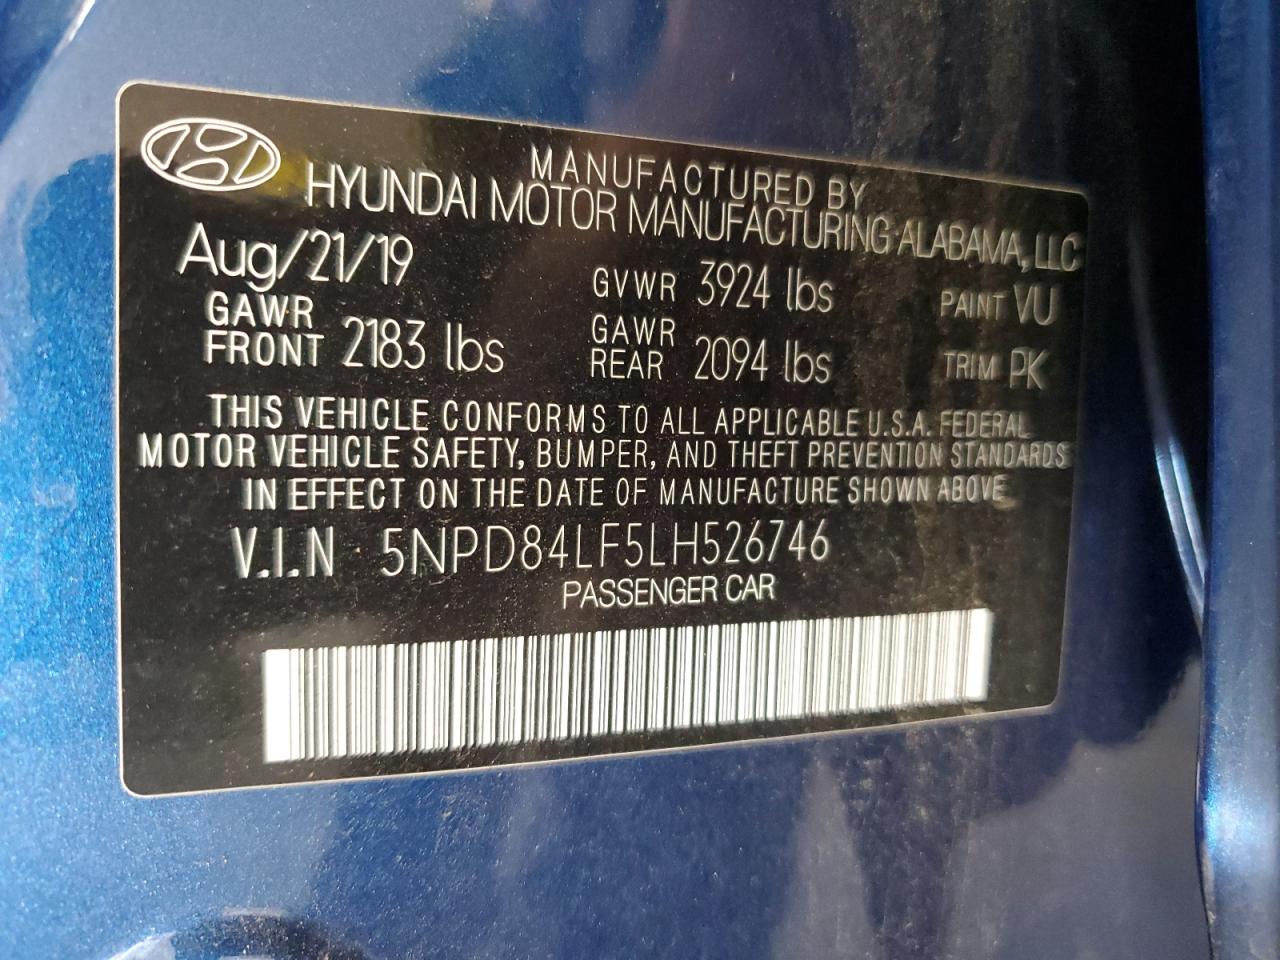 MANUFACTURED BY
HYUNDAI MOTOR MANUFACTURING ALABAMA, LLC
Aug/21/19 GVWR 3924 lbs PAINT VU
GAWR FRONT 2183 lbs GAWR REAR 2094 lbs TRIM PK
THIS VEHICLE CONFORMS TO ALL APPLICABLE U.S.A. FEDERAL
MOTOR VEHICLE SAFETY, BUMPER, AND THEFT PREVENTION STANDARDS
IN EFFECT ON THE DATE OF MANUFACTURE SHOWN ABOVE
V.I.N 5NPD84LF5LH526746
PASSENGER CAR